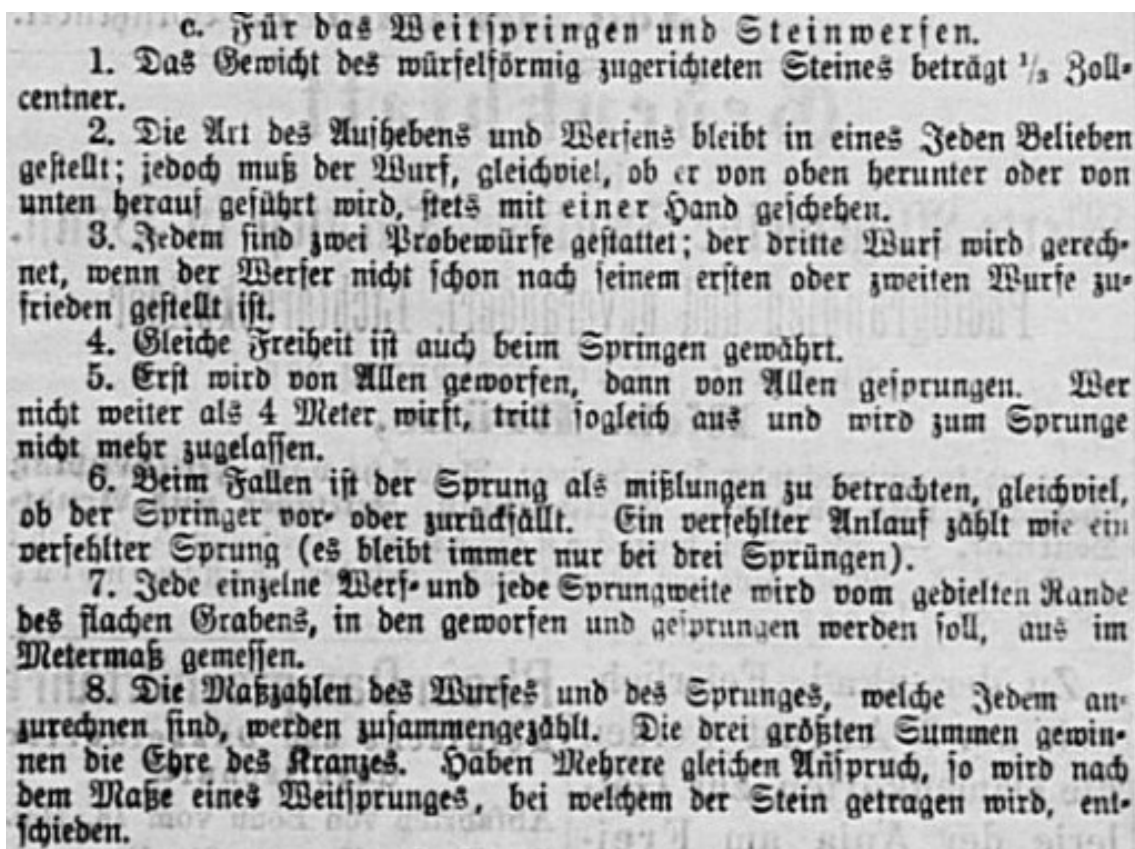 c. Für das Weitspringen und Steinwerfen.
1. Das Gewicht des würfelförmig zugerichteten Steines beträgt 1/3 Zoll-
centner.
2. Die Art des Aufhebens und Werfens bleibt in eines Jeden Belieben
gestellt; jedoch muß der Wurf, gleichviel, ob er von oben herunter oder von
unten herauf geführt wird, stets mit einer Hand geschehen.
3. Jedem sind zwei Probewürfe gestattet; der dritte Wurf wird gerech-
net, wenn der Werfer nicht schon nach seinem ersten oder zweiten Wurfe zu-
frieden gestellt ist.
4. Gleiche Freiheit ist auch beim Springen gewährt.
5. Erst wird von Allen geworfen, dann von Allen gesprungen. Wer
nicht weiter als 4 Meter wirft, tritt sogleich aus und wird zum Sprunge
nicht mehr zugelassen.
6. Beim Fallen ist der Sprung als mißlungen zu betrachten, gleichviel,
ob der Springer vor- oder zurückfällt. Ein verfehlter Anlauf zählt wie ein
verfehlter Sprung (es bleibt immer nur bei drei Sprüngen).
7. Jede einzelne Werf- und jede Sprungweite wird vom gedielten Rande
des flachen Grabens, in den geworfen und gesprungen werden soll, aus im
Metermaß gemessen.
8. Die Maßzahlen des Wurfes und des Sprunges, welche Jedem an-
zurechnen sind, werden zusammengezählt. Die drei größten Summen gewin-
nen die Ehre des Kranzes. Haben Mehrere gleichen Anspruch, so wird nach
dem Maße eines Weitsprunges, bei welchem der Stein getragen wird, ent-
schieden.